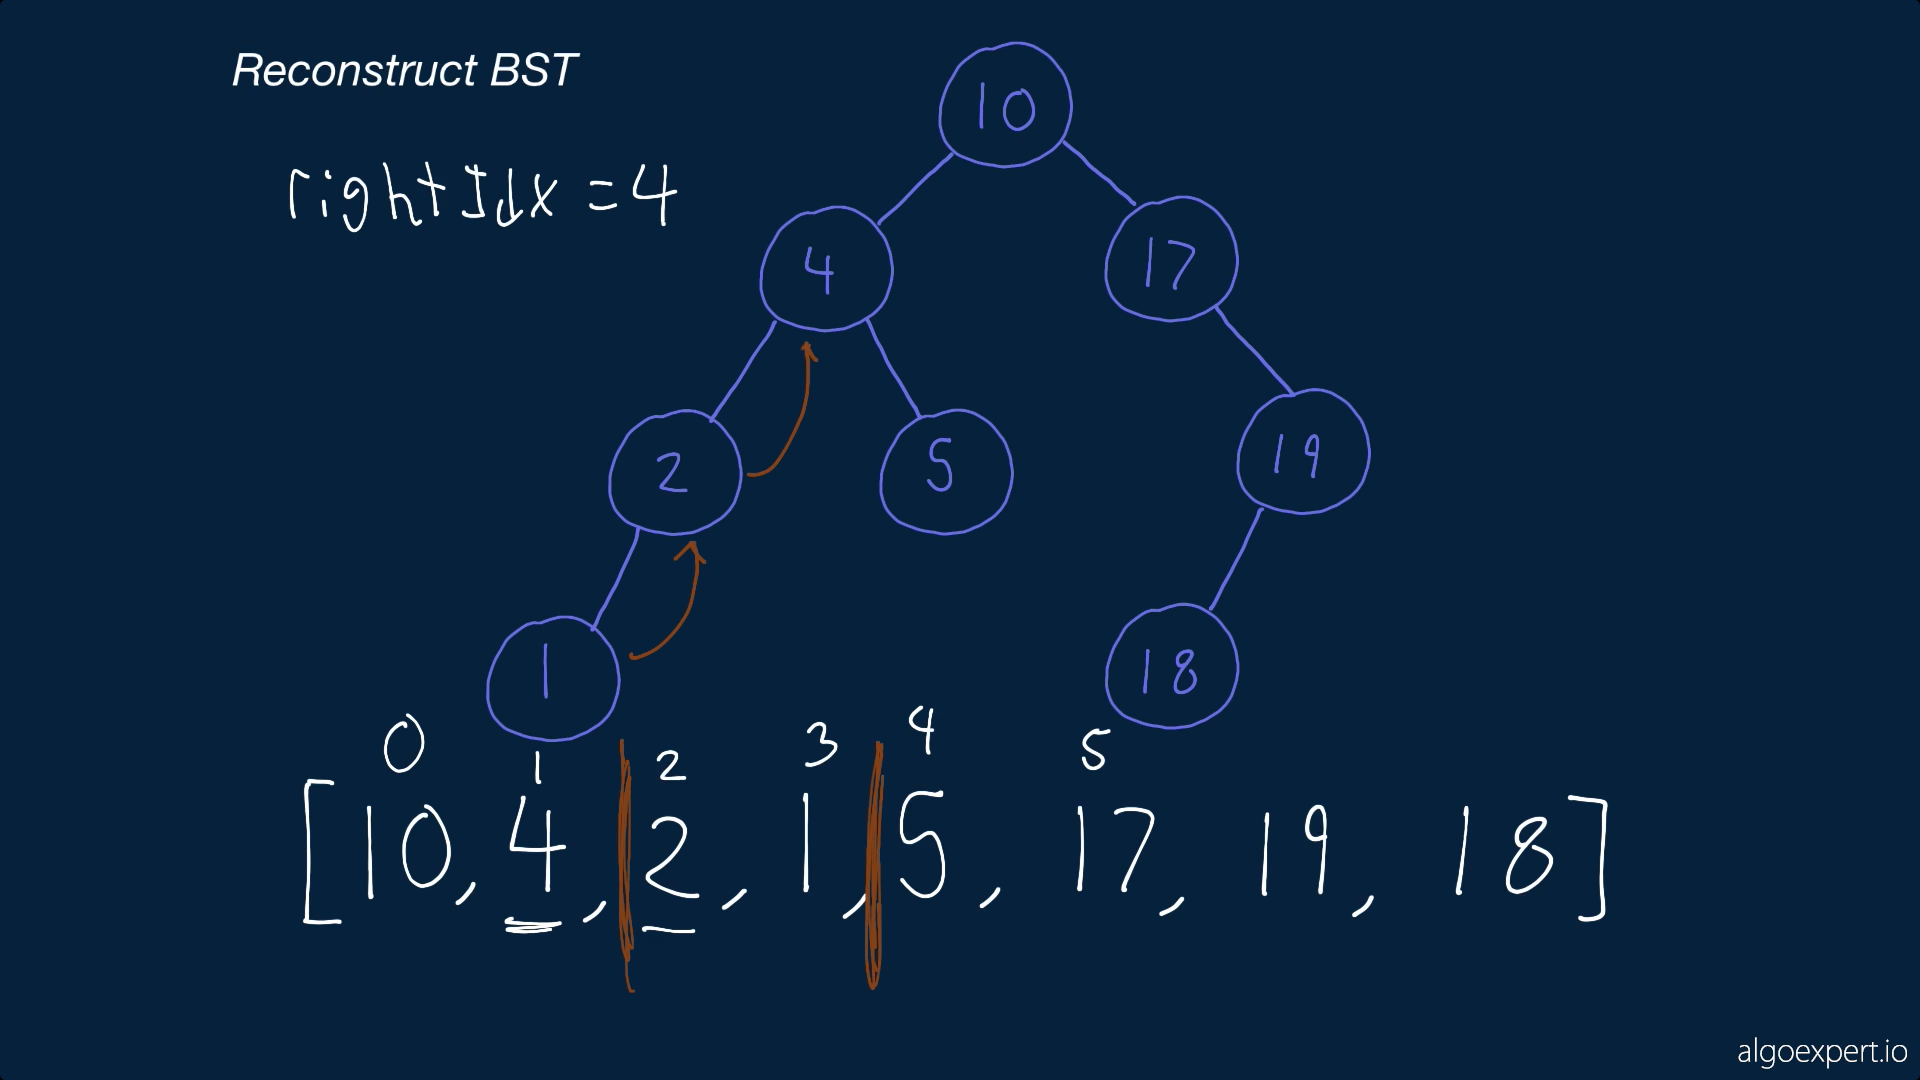 Reconstruct BST
rightIdx = 4
10
4
17
2
5
19
1
18
0 1 2 3 4 5
[10, 4, 2, 1, 5, 17, 19, 18]
algoexpert.io